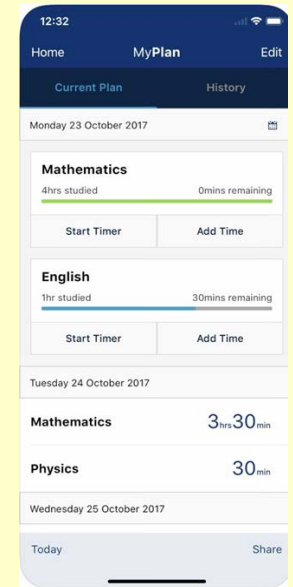 12:32
Home MyPlan Edit
Current Plan History
Monday 23 October 2017
Mathematics
4hrs studied 0mins remaining
Start Timer Add Time
English
1hr studied 30mins remaining
Start Timer Add Time
Tuesday 24 October 2017
Mathematics 3hrs30min
Physics 30min
Wednesday 25 October 2017
Today Share